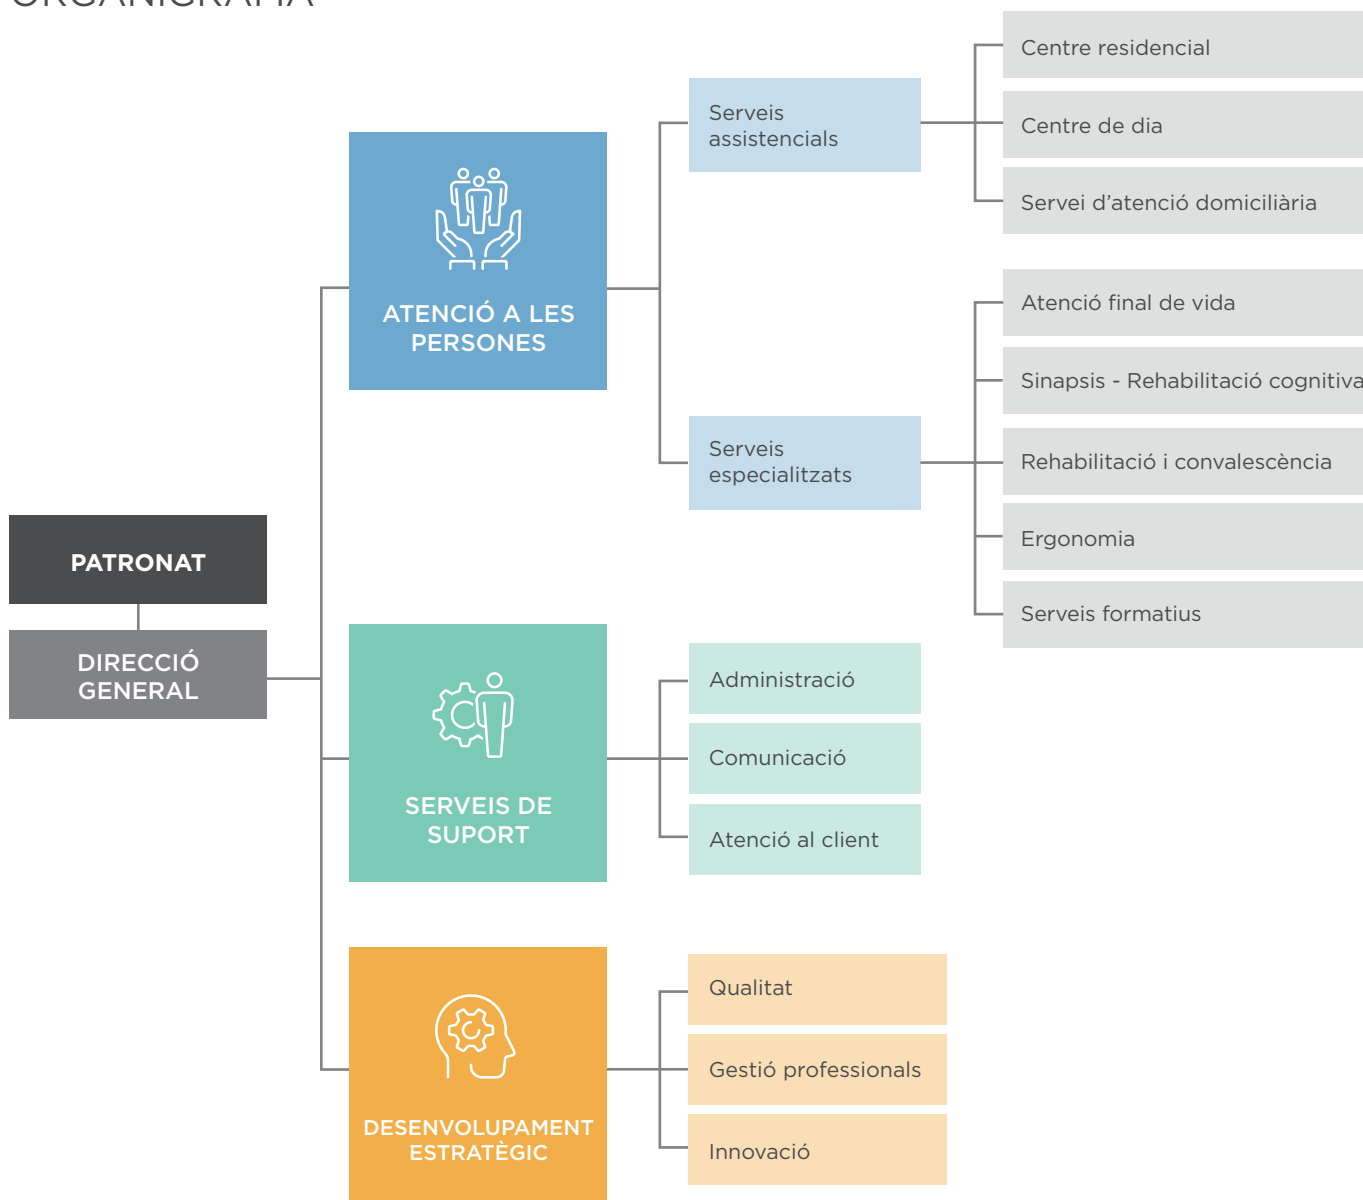 ORGANIGRAMA
PATRONAT
DIRECCIÓ
GENERAL
ATENCIÓ A LES
PERSONES
Serveis
assistencials
Centre residencial
Centre de dia
Servei d’atenció domiciliària
Serveis
especialitzats
Atenció final de vida
Sinapsis - Rehabilitació cognitiva
Rehabilitació i convalescència
Ergonomia
Serveis formatius
SERVEIS DE
SUPORT
Administració
Comunicació
Atenció al client
DESENVOLUPAMENT
ESTRATÈGIC
Qualitat
Gestió professionals
Innovació